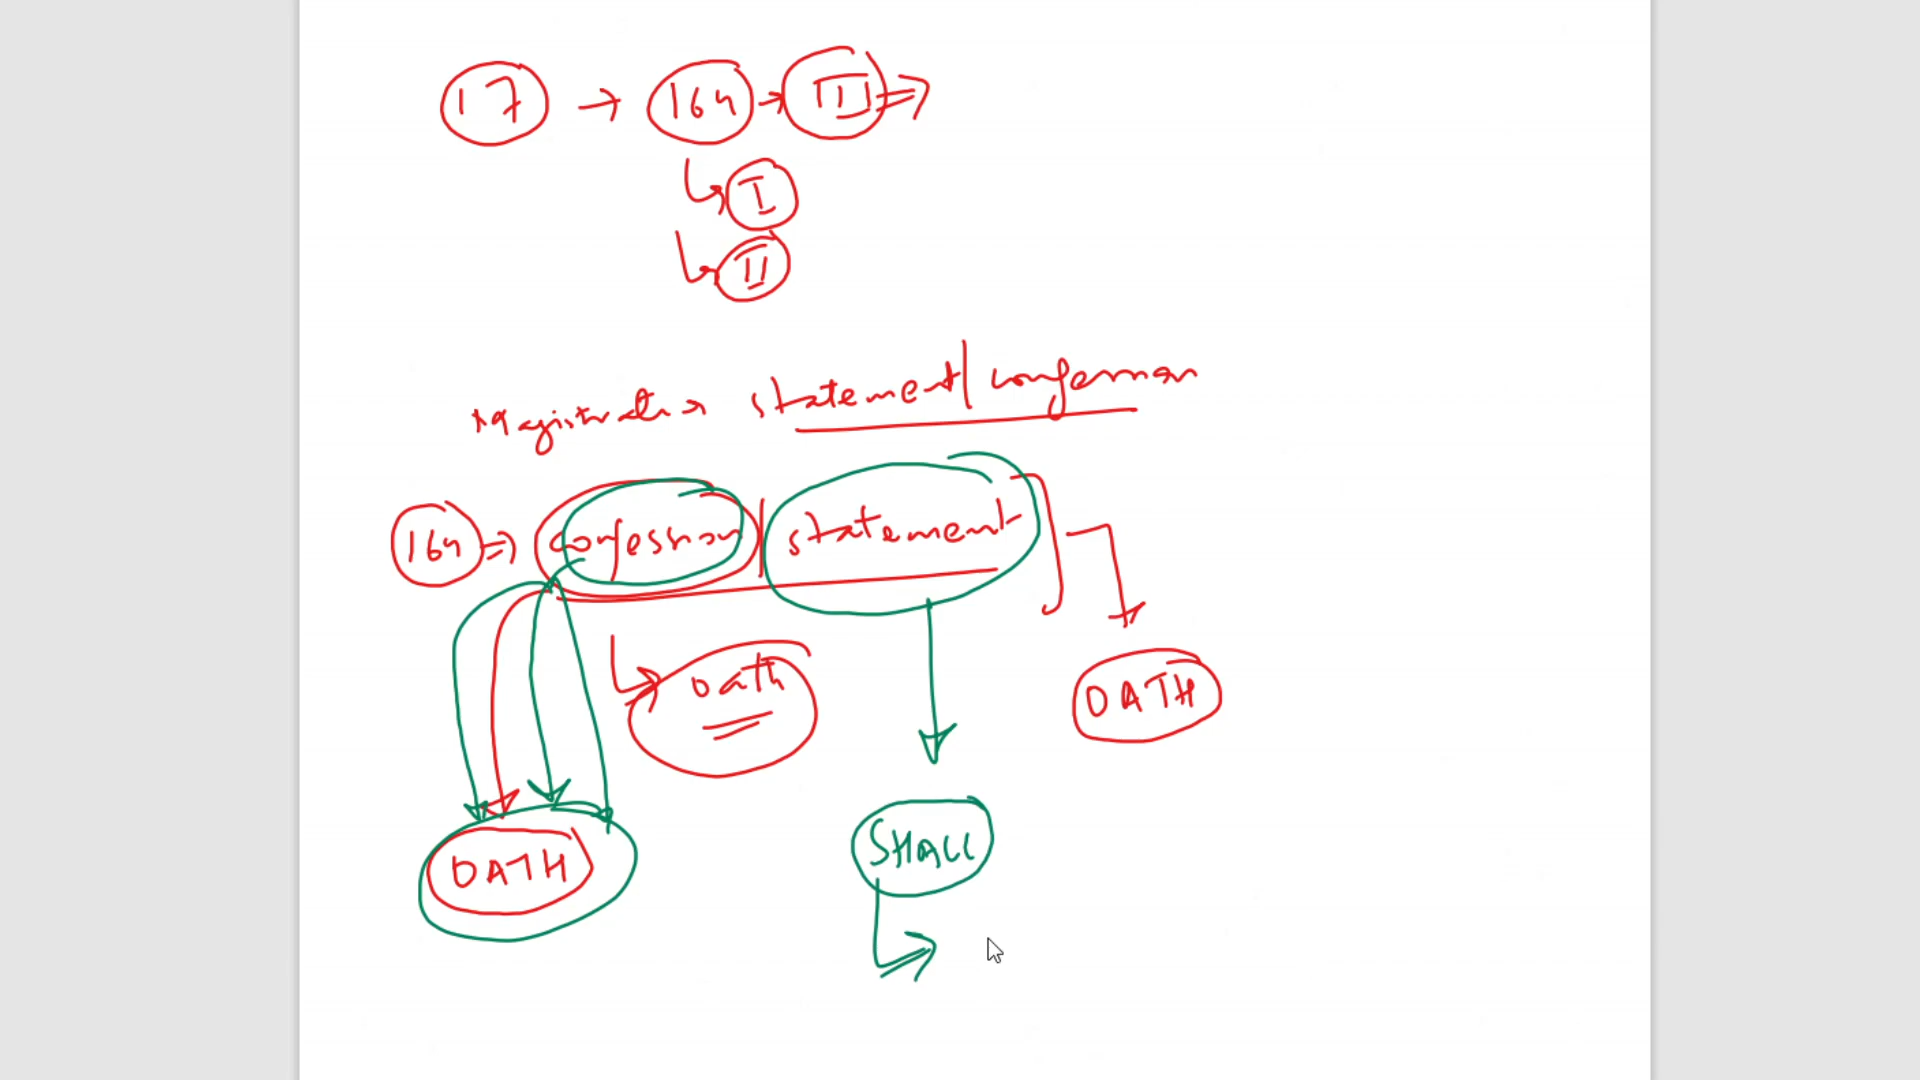 17 → 164 → III ⇒
I
II
Magistrate → statement/confession
164 ⇒ confession/statement
oath
OATH
OATH
SHALL